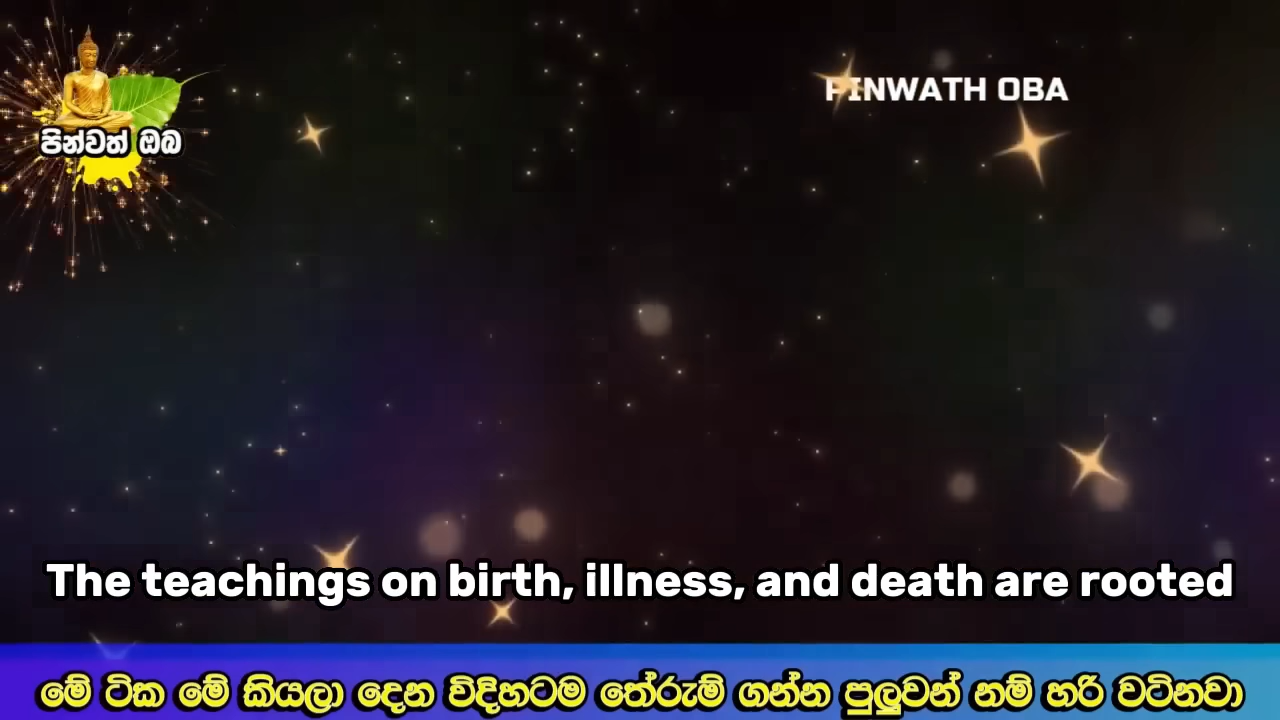 පින්වත් ඔබ
PINWATH OBA
The teachings on birth, illness, and death are rooted
මේ ටික මේ කියලා දෙන විදිහටම තේරුම් ගන්න පුලුවන් නම් හරි වටිනවා